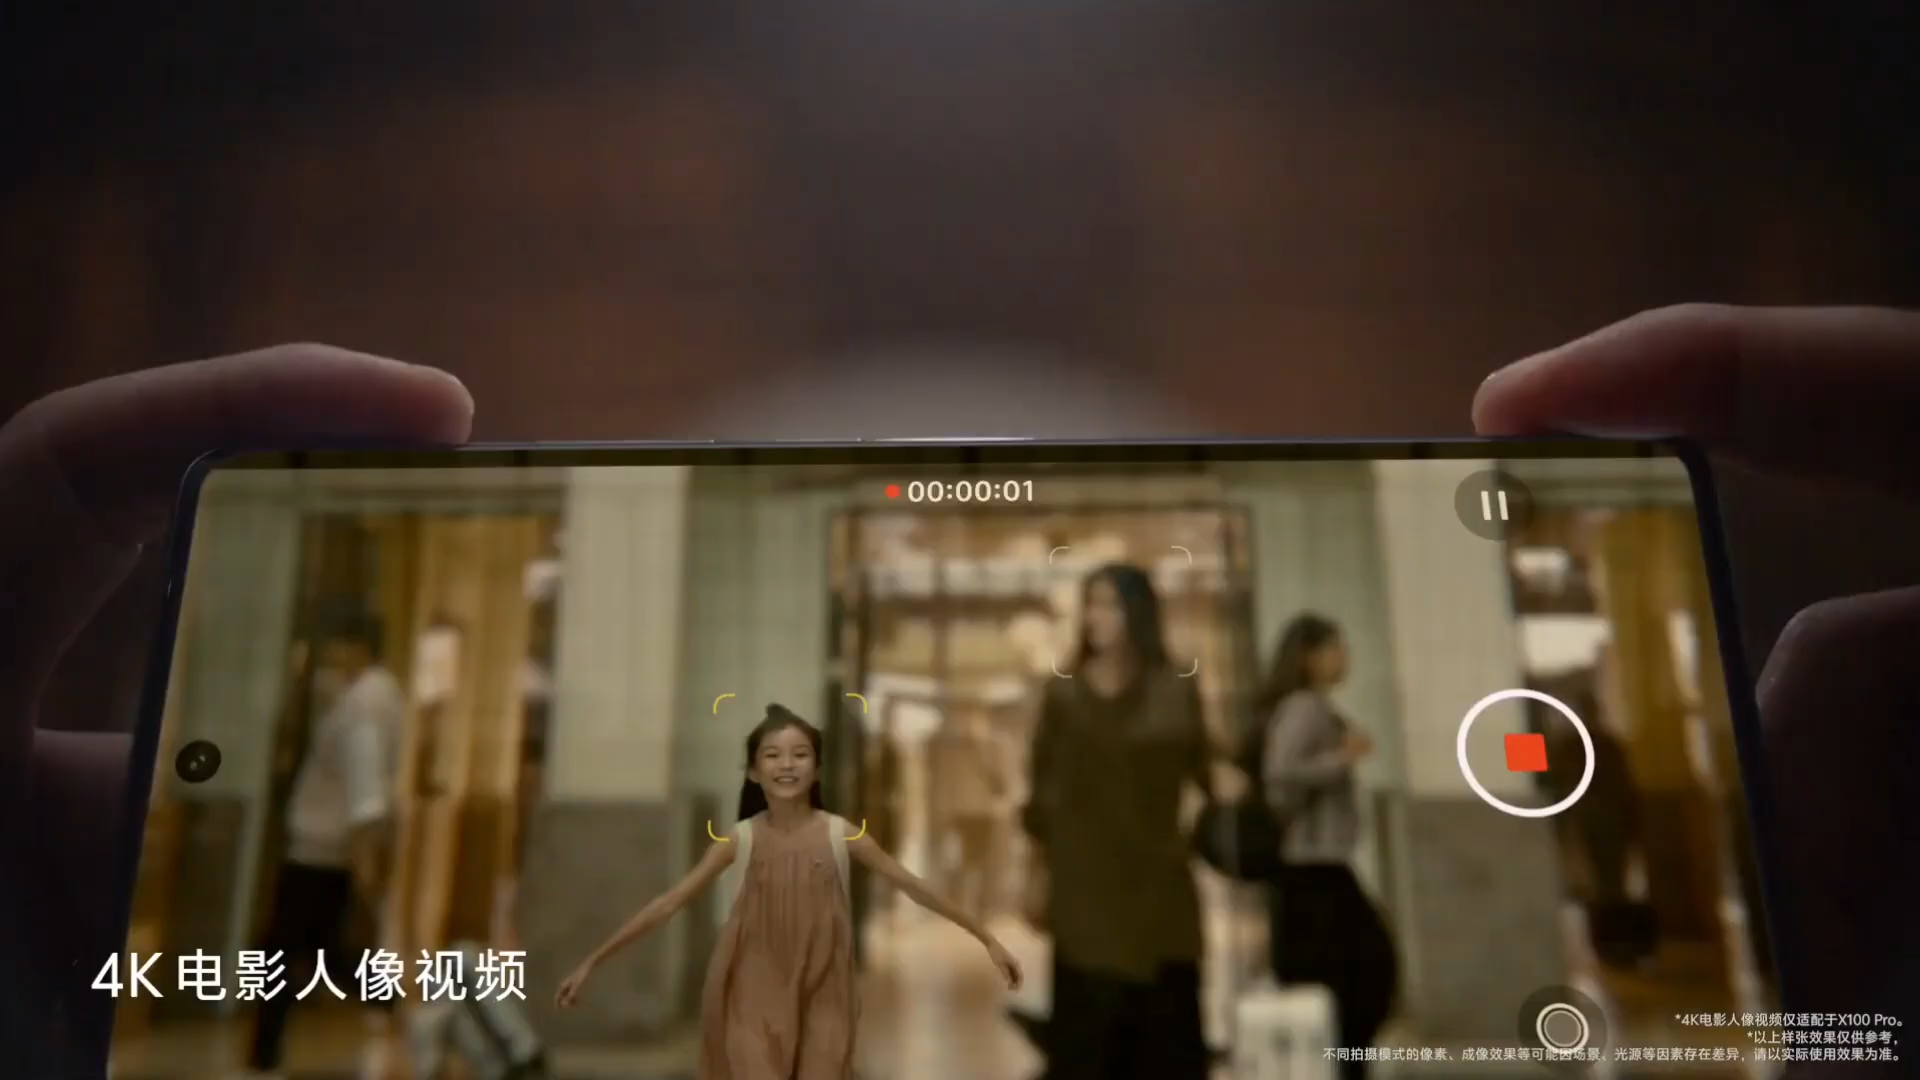 00:00:01
4K电影人像视频
*4K电影人像视频仅适配于X100 Pro。
*以上样张效果仅供参考，
不同拍摄模式的像素、成像效果等可能因场景、光源等因素存在差异，请以实际使用效果为准。